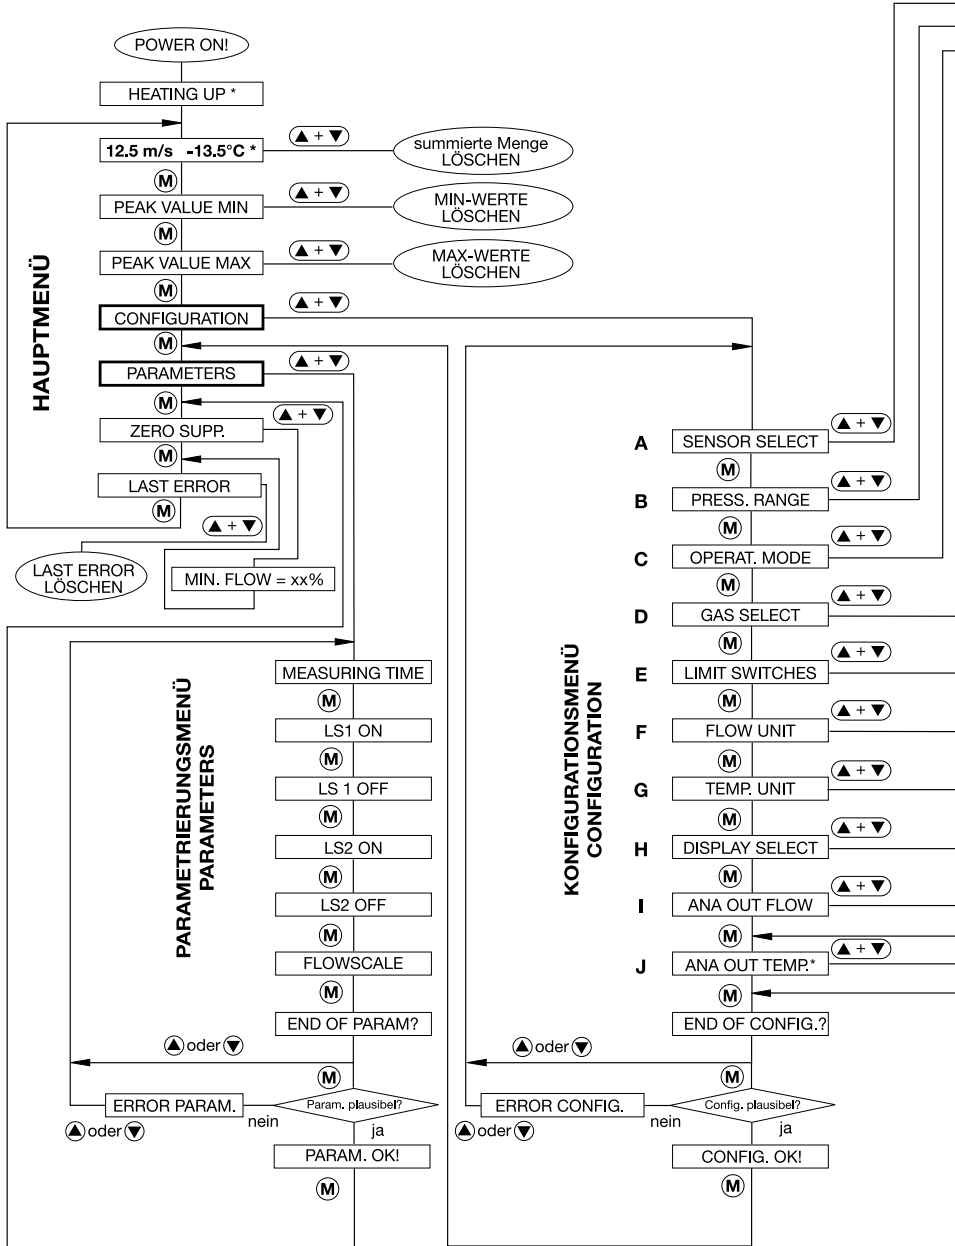 POWER ON!
HEATING UP *
12.5 m/s -13.5°C *
▲ + ▼
summierte Menge
LÖSCHEN
M
PEAK VALUE MIN
▲ + ▼
MIN-WERTE
LÖSCHEN
M
PEAK VALUE MAX
▲ + ▼
MAX-WERTE
LÖSCHEN
M
CONFIGURATION
▲ + ▼
M
PARAMETERS
▲ + ▼
M
ZERO SUPP.
▲ + ▼
M
LAST ERROR
▲ + ▼
M
LAST ERROR
LÖSCHEN
MIN. FLOW = xx%
HAUPTMENÜ
PARAMETRIERUNGSMENÜ
PARAMETERS
MEASURING TIME
M
LS1 ON
M
LS 1 OFF
M
LS2 ON
M
LS2 OFF
M
FLOWSCALE
M
END OF PARAM?
▲ oder ▼
M
Param. plausibel?
nein
ERROR PARAM.
▲ oder ▼
ja
PARAM. OK!
M
KONFIGURATIONSMENÜ
CONFIGURATION
A SENSOR SELECT
▲ + ▼
M
B PRESS. RANGE
▲ + ▼
M
C OPERAT. MODE
▲ + ▼
M
D GAS SELECT
▲ + ▼
M
E LIMIT SWITCHES
▲ + ▼
M
F FLOW UNIT
▲ + ▼
M
G TEMP. UNIT
▲ + ▼
M
H DISPLAY SELECT
▲ + ▼
M
I ANA OUT FLOW
▲ + ▼
M
J ANA OUT TEMP.*
▲ + ▼
M
END OF CONFIG.?
▲ oder ▼
M
Config. plausibel?
nein
ERROR CONFIG.
▲ oder ▼
ja
CONFIG. OK!
M